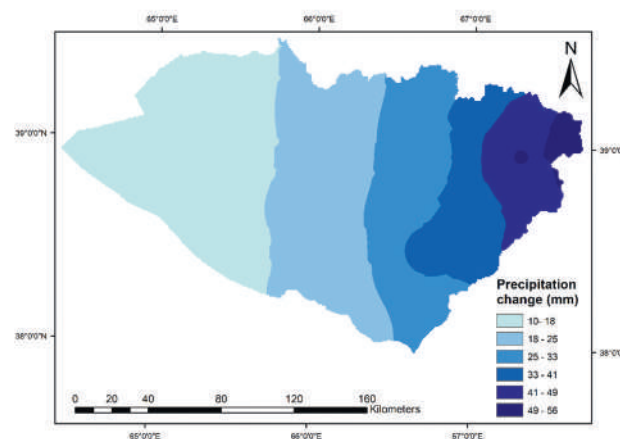 65°0'0"E 66°0'0"E 67°0'0"E
N
39°0'0"N 39°0'0"N
38°0'0"N 38°0'0"N
Precipitation
change (mm)
10- 18
18 - 25
25 - 33
33 - 41
41 - 49
49 - 56
0 20 40 80 120 160
Kilometers
65°0'0"E 66°0'0"E 67°0'0"E